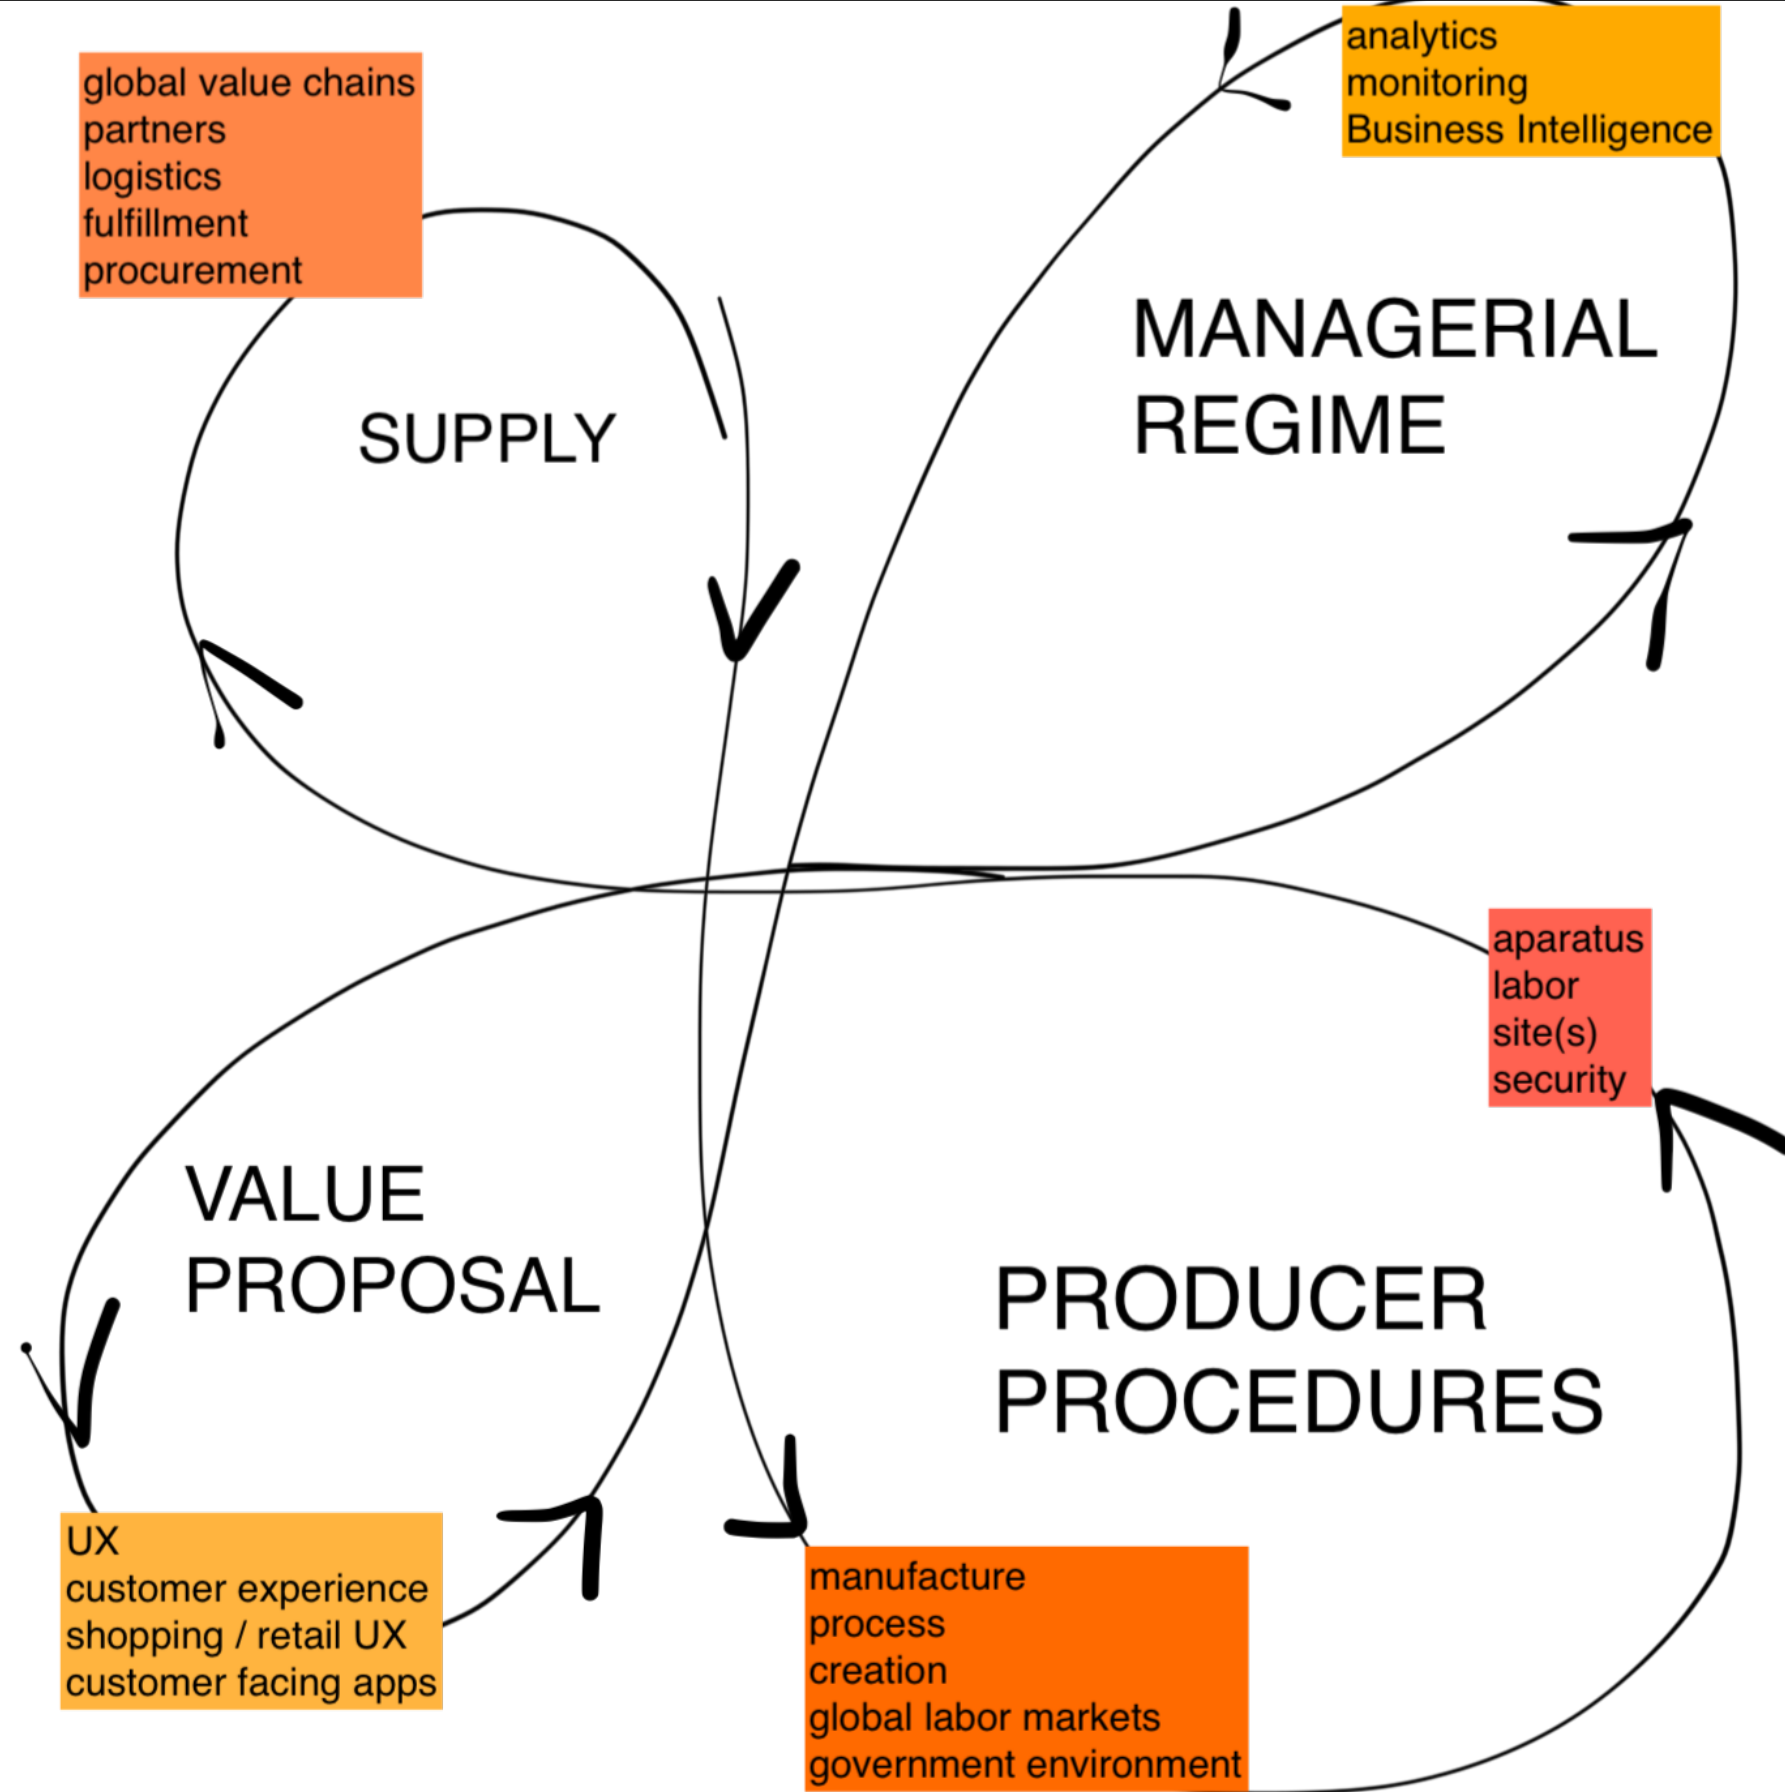 global value chains
partners
logistics
fulfillment
procurement
analytics
monitoring
Business Intelligence
SUPPLY
MANAGERIAL
REGIME
aparatus
labor
site(s)
security
VALUE
PROPOSAL
PRODUCER
PROCEDURES
UX
customer experience
shopping / retail UX
customer facing apps
manufacture
process
creation
global labor markets
government environment